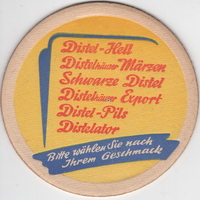 Distel-Hell
Distelhäuser Märzen
Schwarze Distel
Distelhäuser Export
Distel-Pils
Distelator
Bitte wählen Sie nach
Ihrem Geschmack